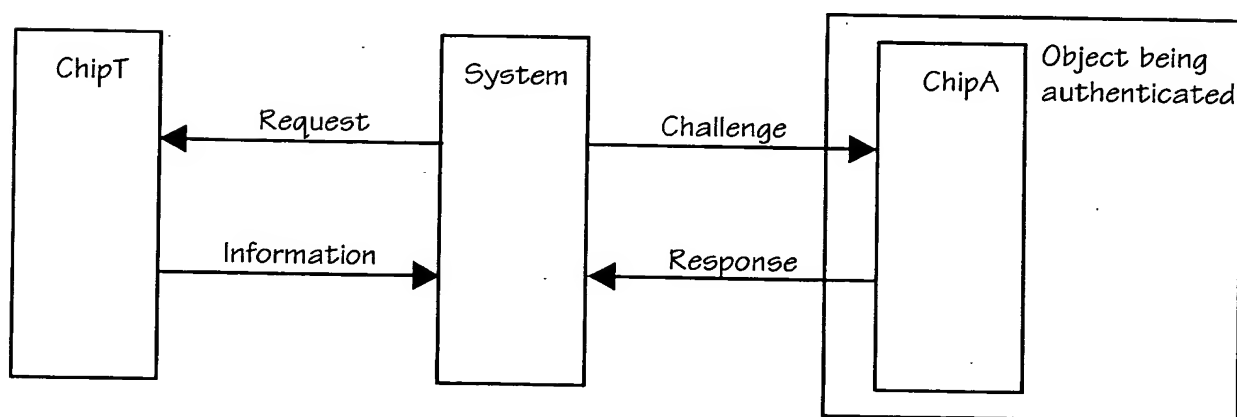 ChipT
System
ChipA
Object being
authenticated
Request
Challenge
Information
Response